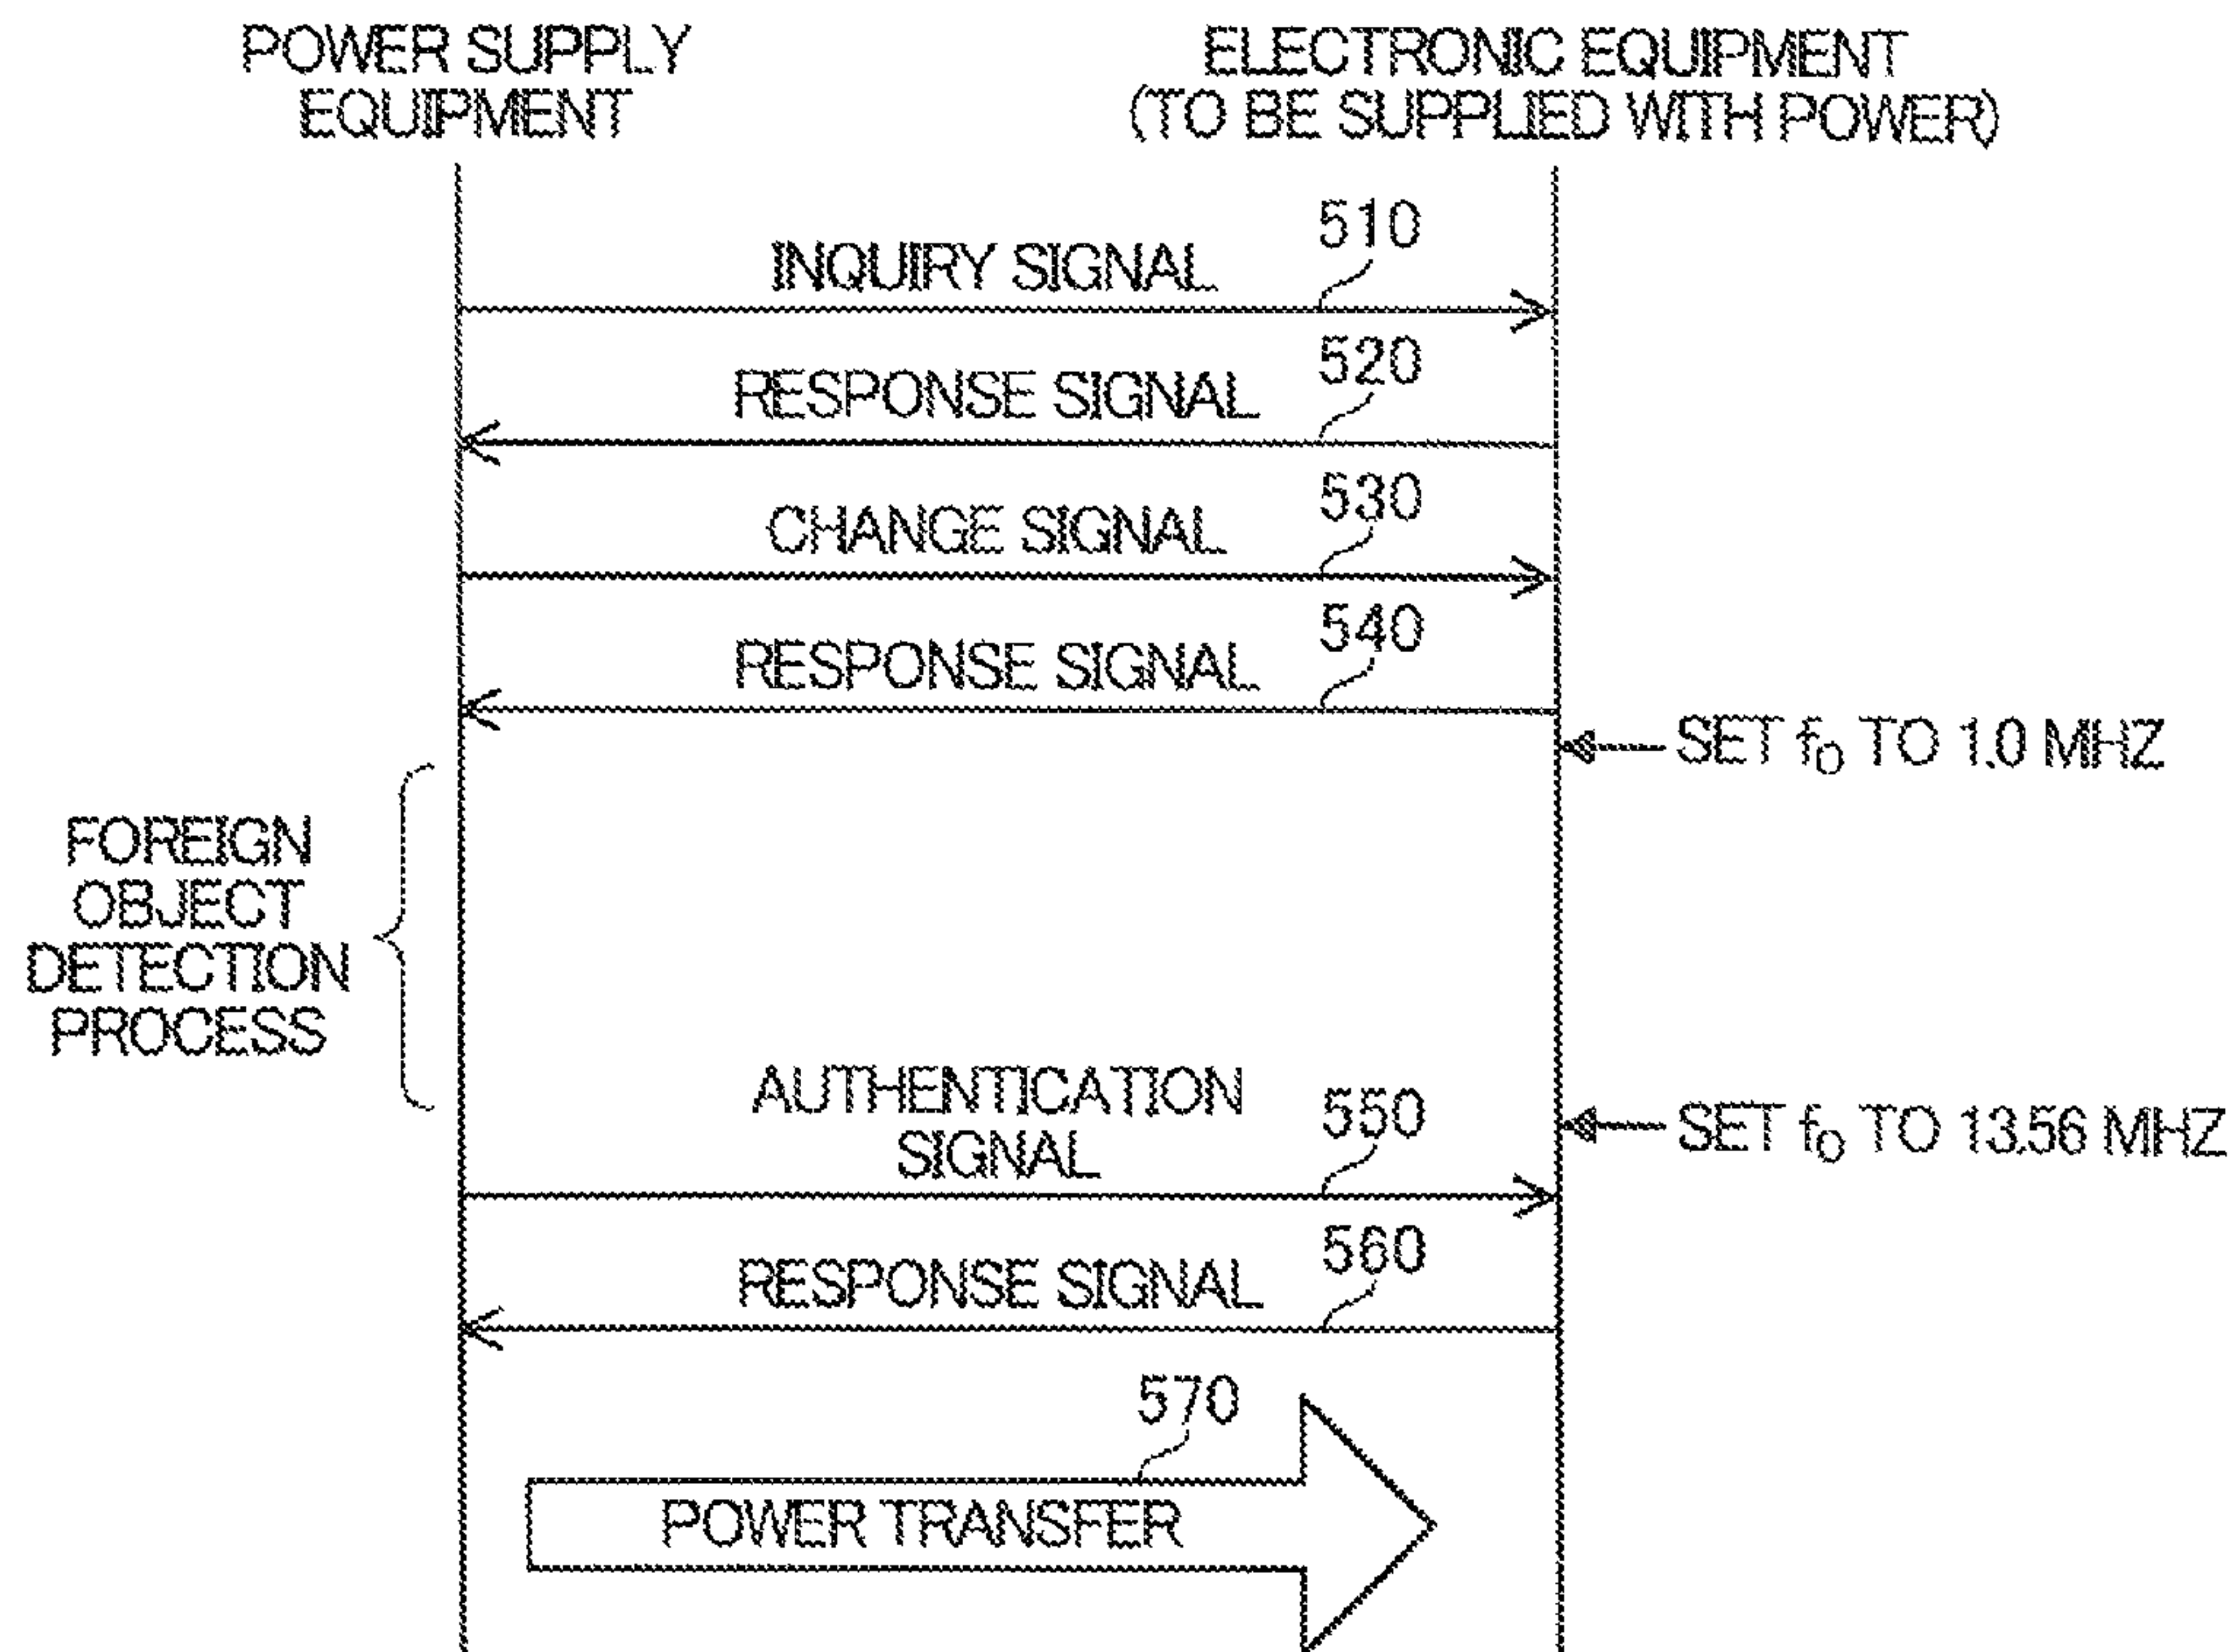 POWER SUPPLY
EQUIPMENT
ELECTRONIC EQUIPMENT
(TO BE SUPPLIED WITH POWER)
510
INQUIRY SIGNAL
520
RESPONSE SIGNAL
530
CHANGE SIGNAL
540
RESPONSE SIGNAL
SET fO TO 1.0 MHZ
FOREIGN
OBJECT
DETECTION
PROCESS
AUTHENTICATION
SIGNAL
550
SET fO TO 13.56 MHZ
560
RESPONSE SIGNAL
570
POWER TRANSFER